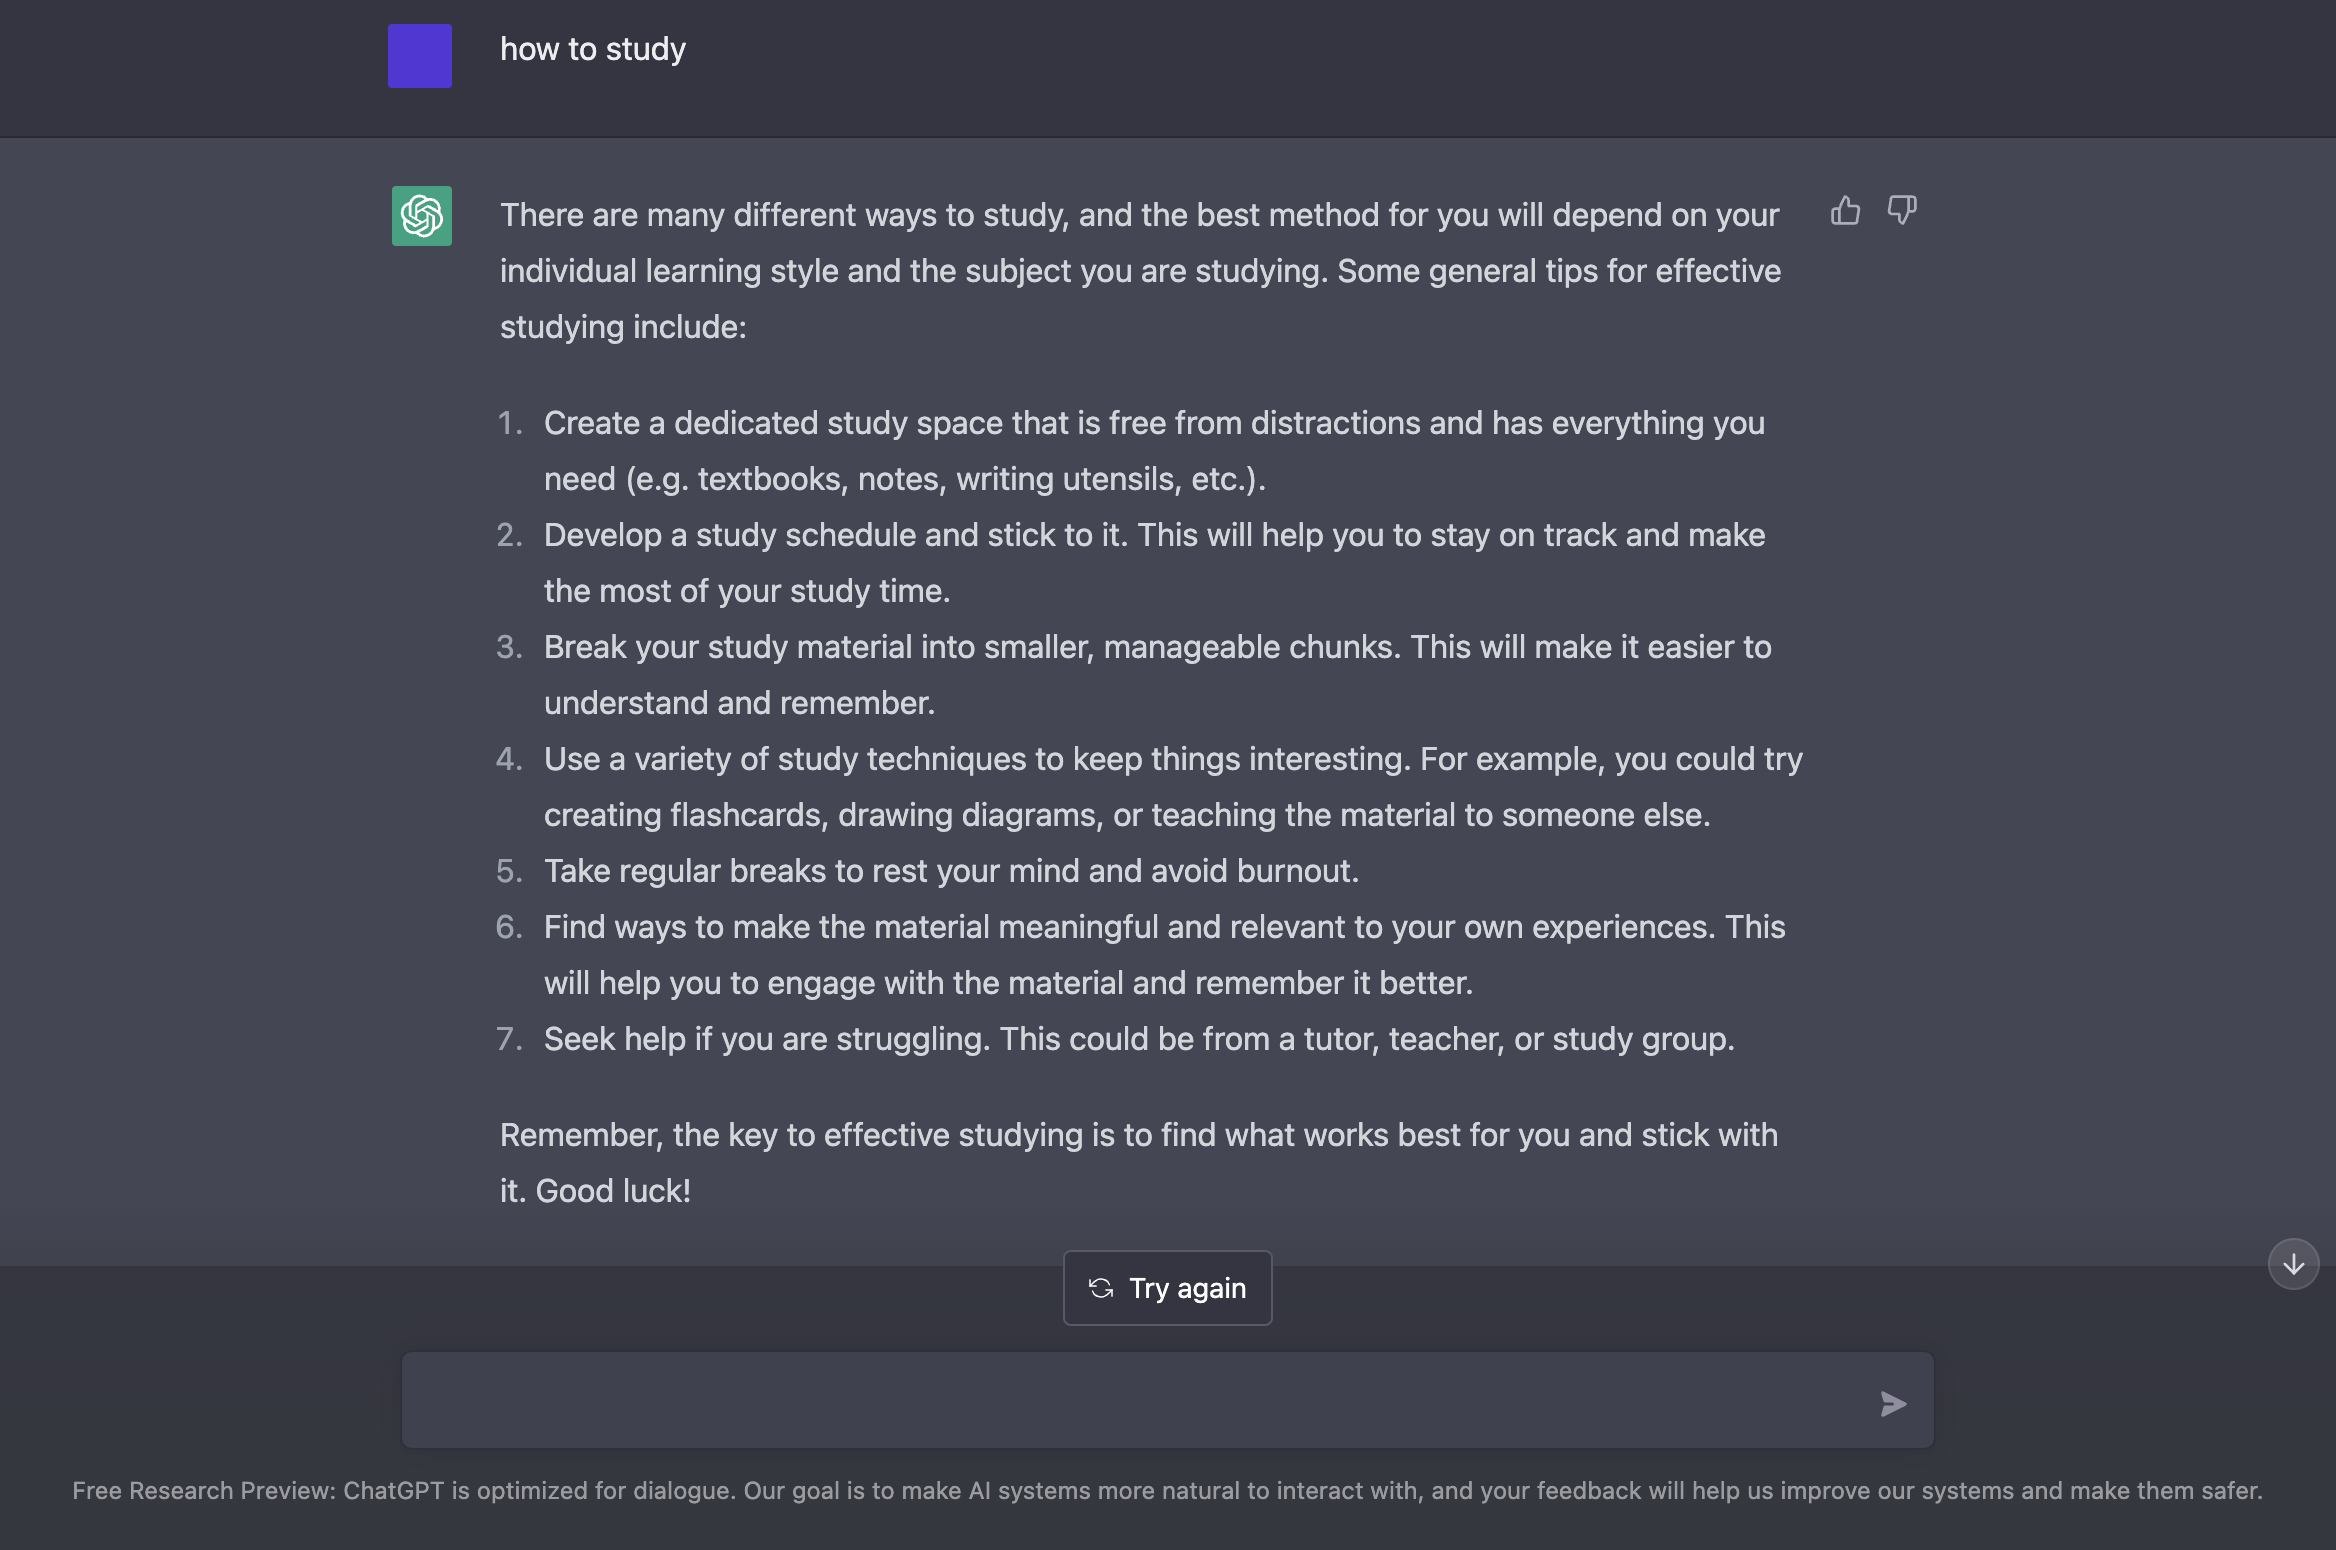 how to study
There are many different ways to study, and the best method for you will depend on your
individual learning style and the subject you are studying. Some general tips for effective
studying include:
1. Create a dedicated study space that is free from distractions and has everything you
need (e.g. textbooks, notes, writing utensils, etc.).
2. Develop a study schedule and stick to it. This will help you to stay on track and make
the most of your study time.
3. Break your study material into smaller, manageable chunks. This will make it easier to
understand and remember.
4. Use a variety of study techniques to keep things interesting. For example, you could try
creating flashcards, drawing diagrams, or teaching the material to someone else.
5. Take regular breaks to rest your mind and avoid burnout.
6. Find ways to make the material meaningful and relevant to your own experiences. This
will help you to engage with the material and remember it better.
7. Seek help if you are struggling. This could be from a tutor, teacher, or study group.
Remember, the key to effective studying is to find what works best for you and stick with
it. Good luck!
Try again
Free Research Preview: ChatGPT is optimized for dialogue. Our goal is to make AI systems more natural to interact with, and your feedback will help us improve our systems and make them safer.